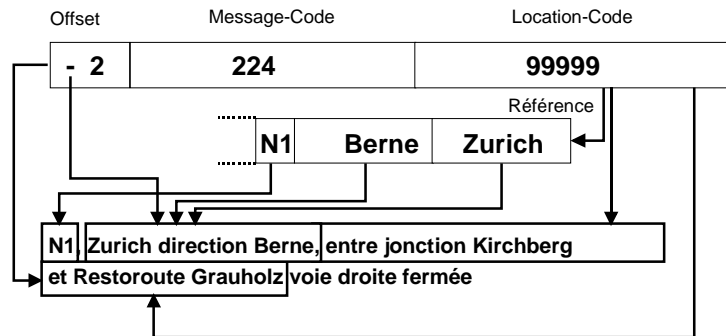 Offset Message-Code Location-Code
- 2 224 99999
Référence
N1 Berne Zurich
N1, Zurich direction Berne, entre jonction Kirchberg
et Restoroute Grauholz voie droite fermée